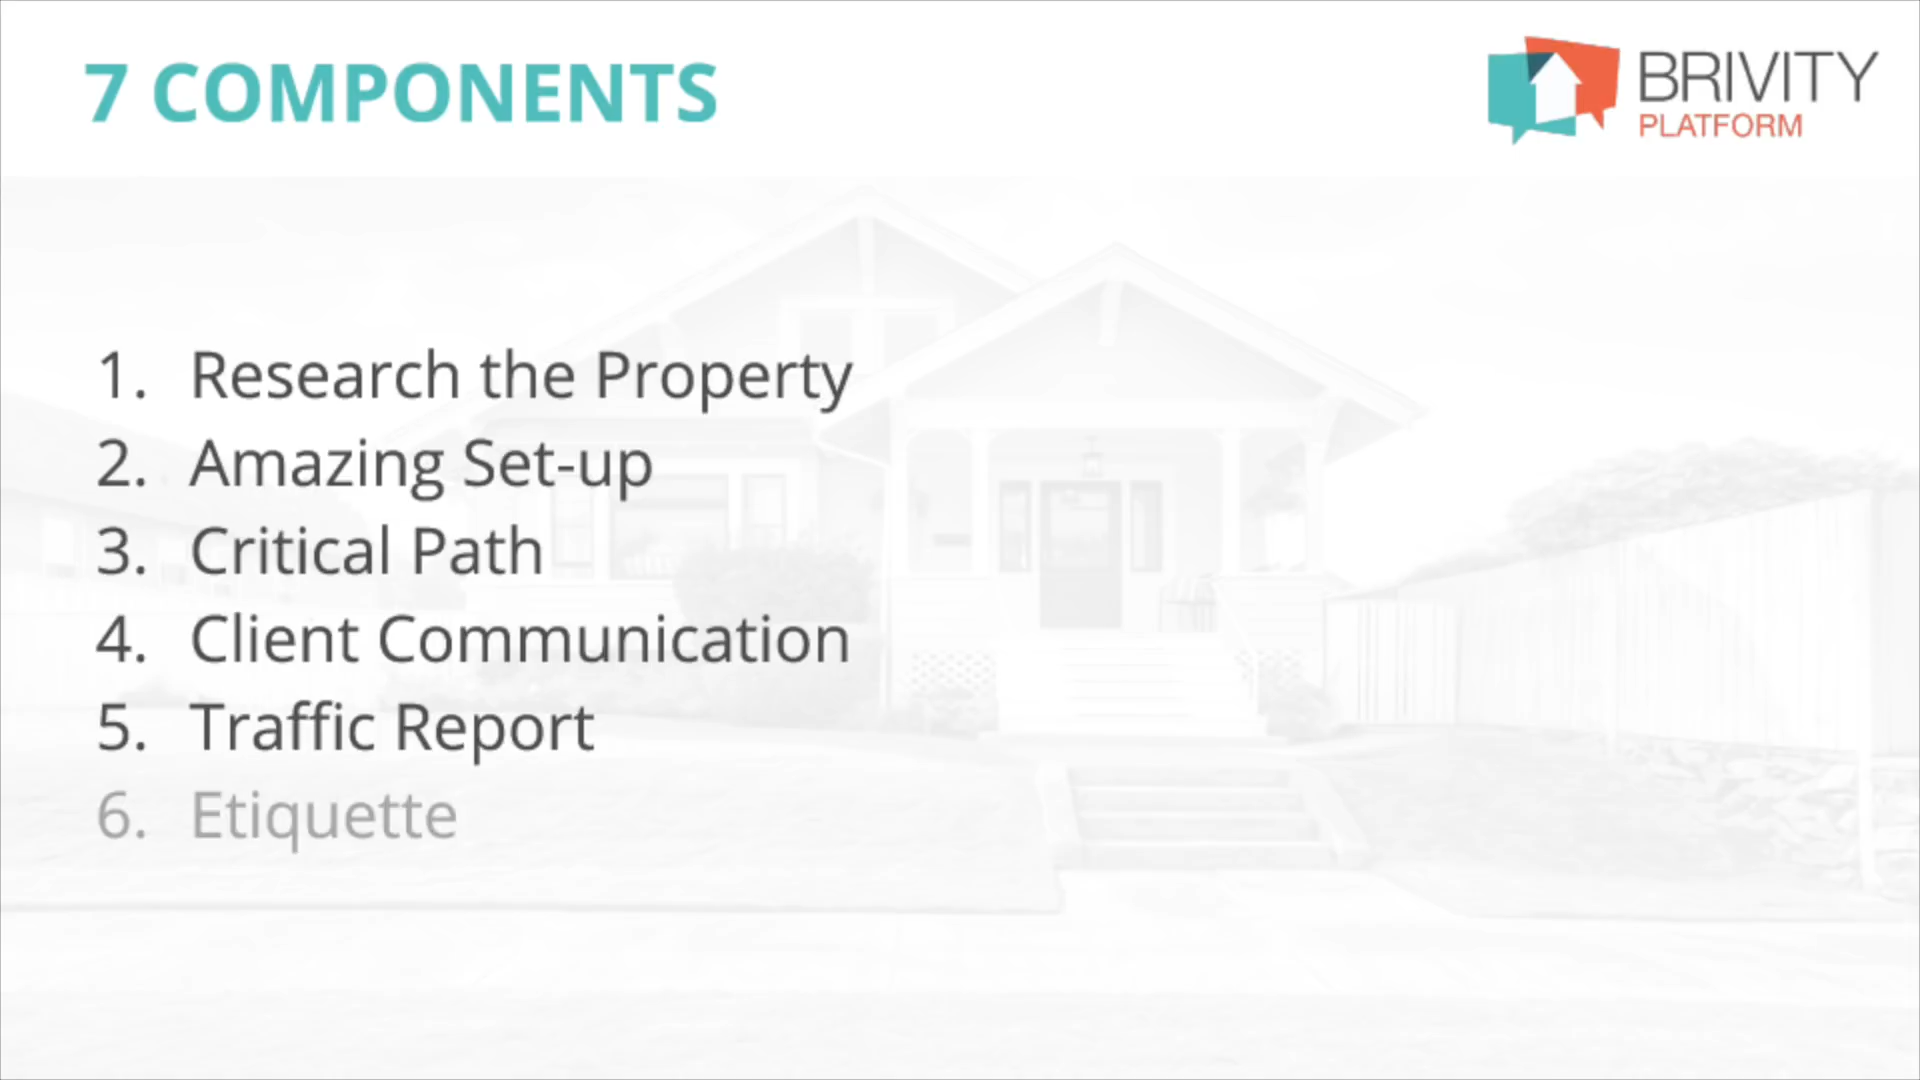 7 COMPONENTS
BRIVITY
PLATFORM
1. Research the Property
2. Amazing Set-up
3. Critical Path
4. Client Communication
5. Traffic Report
6. Etiquette